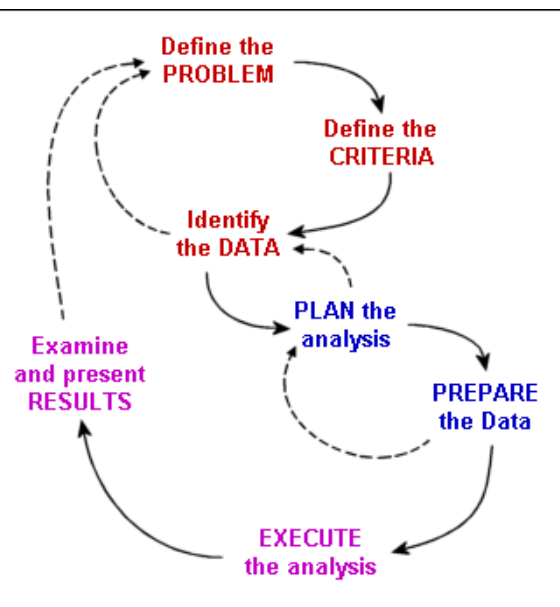 Define the
PROBLEM
Define the
CRITERIA
Identify
the DATA
PLAN the
analysis
PREPARE
the Data
EXECUTE
the analysis
Examine
and present
RESULTS